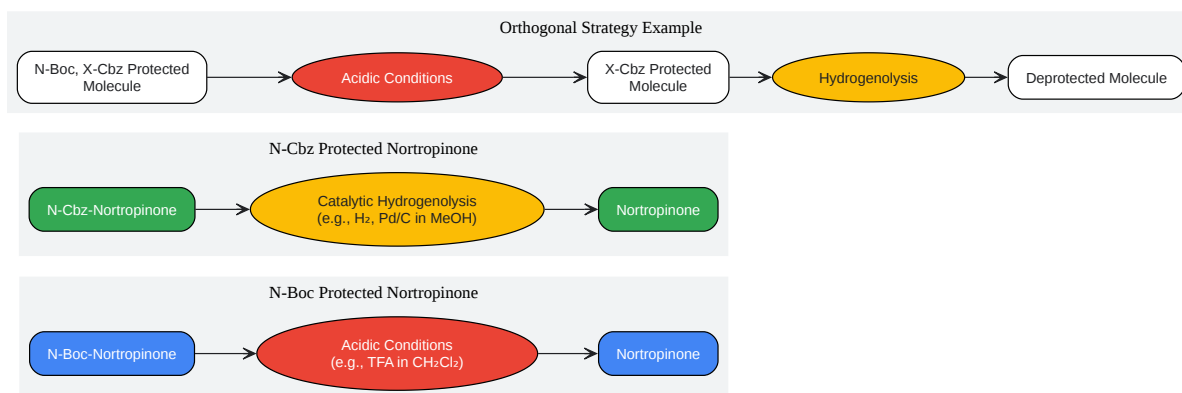 Orthogonal Strategy Example
N-Boc, X-Cbz Protected
Molecule
Acidic Conditions
X-Cbz Protected
Molecule
Hydrogenolysis
Deprotected Molecule
N-Cbz Protected Nortropinone
N-Cbz-Nortropinone
Catalytic Hydrogenolysis
(e.g., H₂, Pd/C in MeOH)
Nortropinone
N-Boc Protected Nortropinone
N-Boc-Nortropinone
Acidic Conditions
(e.g., TFA in CH₂Cl₂)
Nortropinone